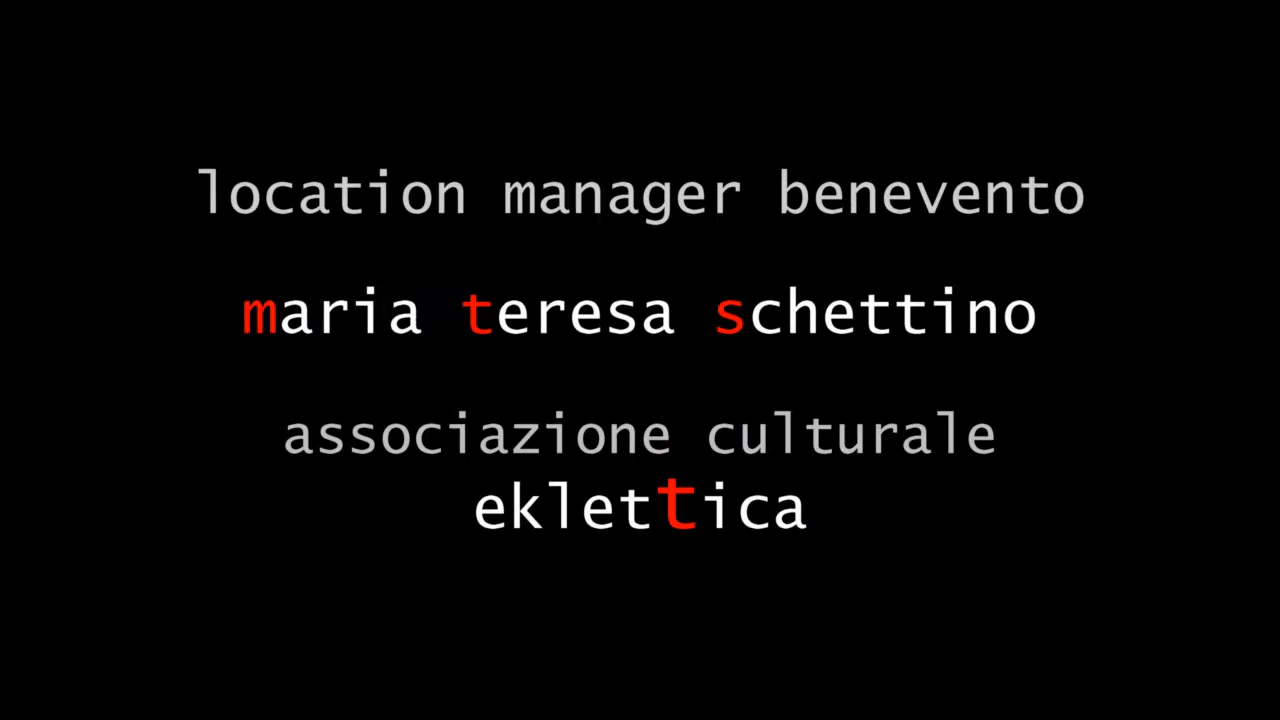 location manager benevento
maria teresa schettino
associazione culturale
eklettica